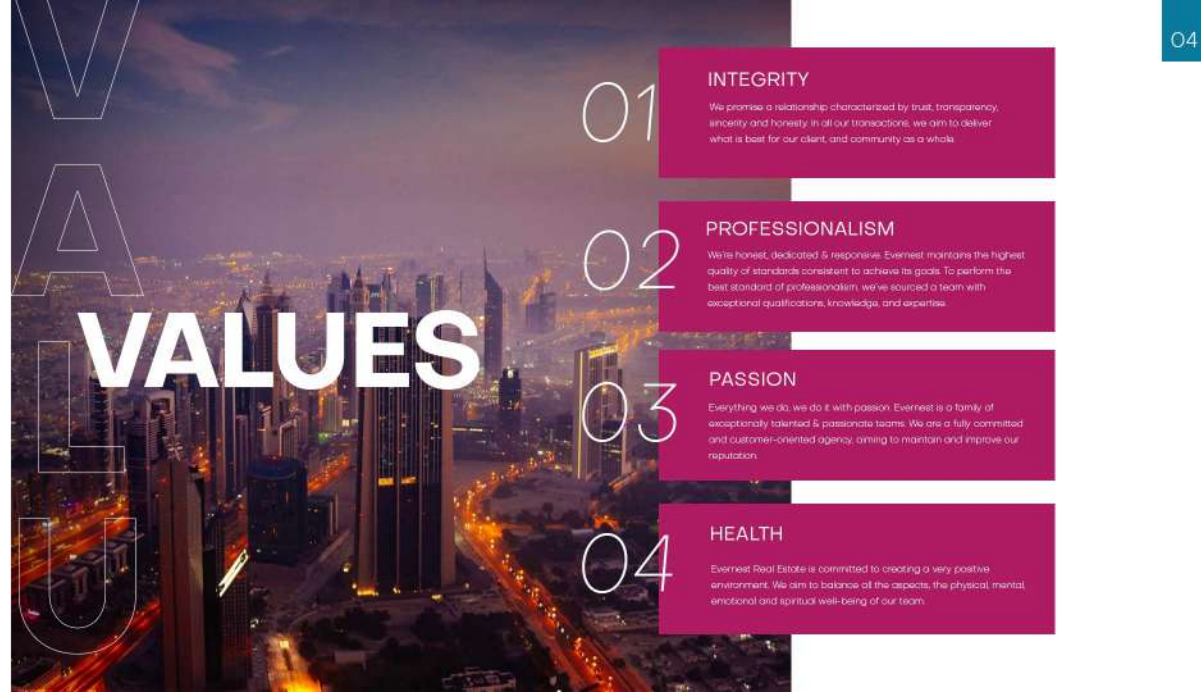 04
V
A
L
U
VALUES
01
INTEGRITY
We promise a relationship characterized by trust, transparency,
sincerity and honesty. In all our transactions, we aim to deliver
what is best for our client, and community as a whole.
02
PROFESSIONALISM
We're honest, dedicated & responsive. Evernest maintains the highest
quality of standards consistent to achieve its goals. To perform the
best standard of professionalism, we've sourced a team with
exceptional qualifications, knowledge, and expertise.
03
PASSION
Everything we do, we do it with passion. Evernest is a family of
exceptionally talented & passionate teams. We are a fully committed
and customer-oriented agency, aiming to maintain and improve our
reputation.
04
HEALTH
Evernest Real Estate is committed to creating a very positive
environment. We aim to balance all the aspects, the physical, mental,
emotional and spiritual well-being of our team.